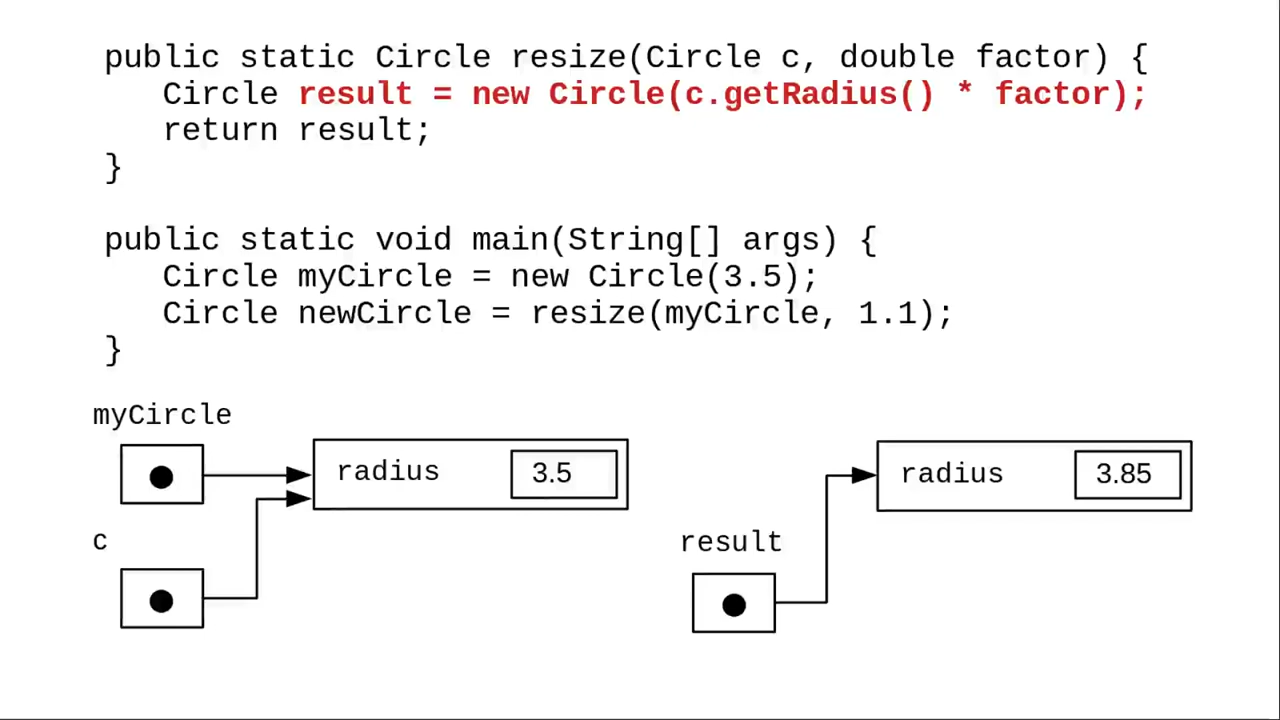 public static Circle resize(Circle c, double factor) {
   Circle result = new Circle(c.getRadius() * factor);
   return result;
}
public static void main(String[] args) {
   Circle myCircle = new Circle(3.5);
   Circle newCircle = resize(myCircle, 1.1);
}
myCircle
radius 3.5
radius 3.85
c
result